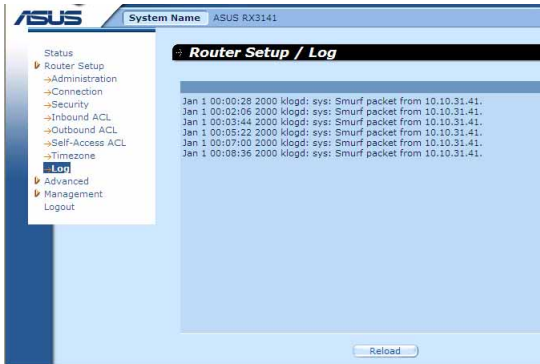 ASUS
System Name ASUS RX3141
Status
Router Setup
Administration
Connection
Security
Inbound ACL
Outbound ACL
Self-Access ACL
Timezone
Log
Advanced
Management
Logout
Router Setup / Log
Jan 1 00:00:28 2000 klogd: sys: Smurf packet from 10.10.31.41.
Jan 1 00:02:06 2000 klogd: sys: Smurf packet from 10.10.31.41.
Jan 1 00:03:44 2000 klogd: sys: Smurf packet from 10.10.31.41.
Jan 1 00:05:22 2000 klogd: sys: Smurf packet from 10.10.31.41.
Jan 1 00:07:00 2000 klogd: sys: Smurf packet from 10.10.31.41.
Jan 1 00:08:36 2000 klogd: sys: Smurf packet from 10.10.31.41.
Reload